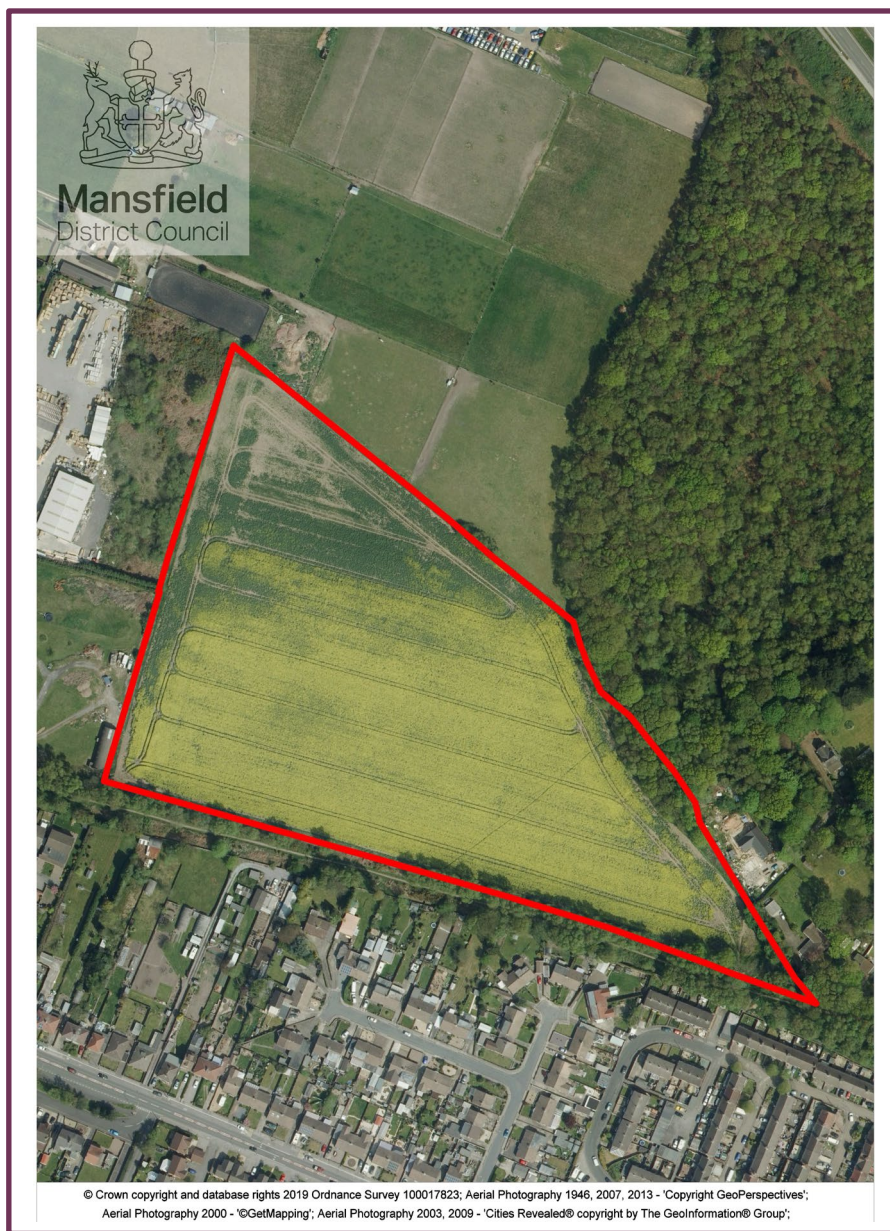 Mansfield
District Council
© Crown copyright and database rights 2019 Ordnance Survey 100017823; Aerial Photography 1946, 2007, 2013 - 'Copyright GeoPerspectives';
Aerial Photography 2000 - '©GetMapping'; Aerial Photography 2003, 2009 - 'Cities Revealed® copyright by The GeoInformation® Group';